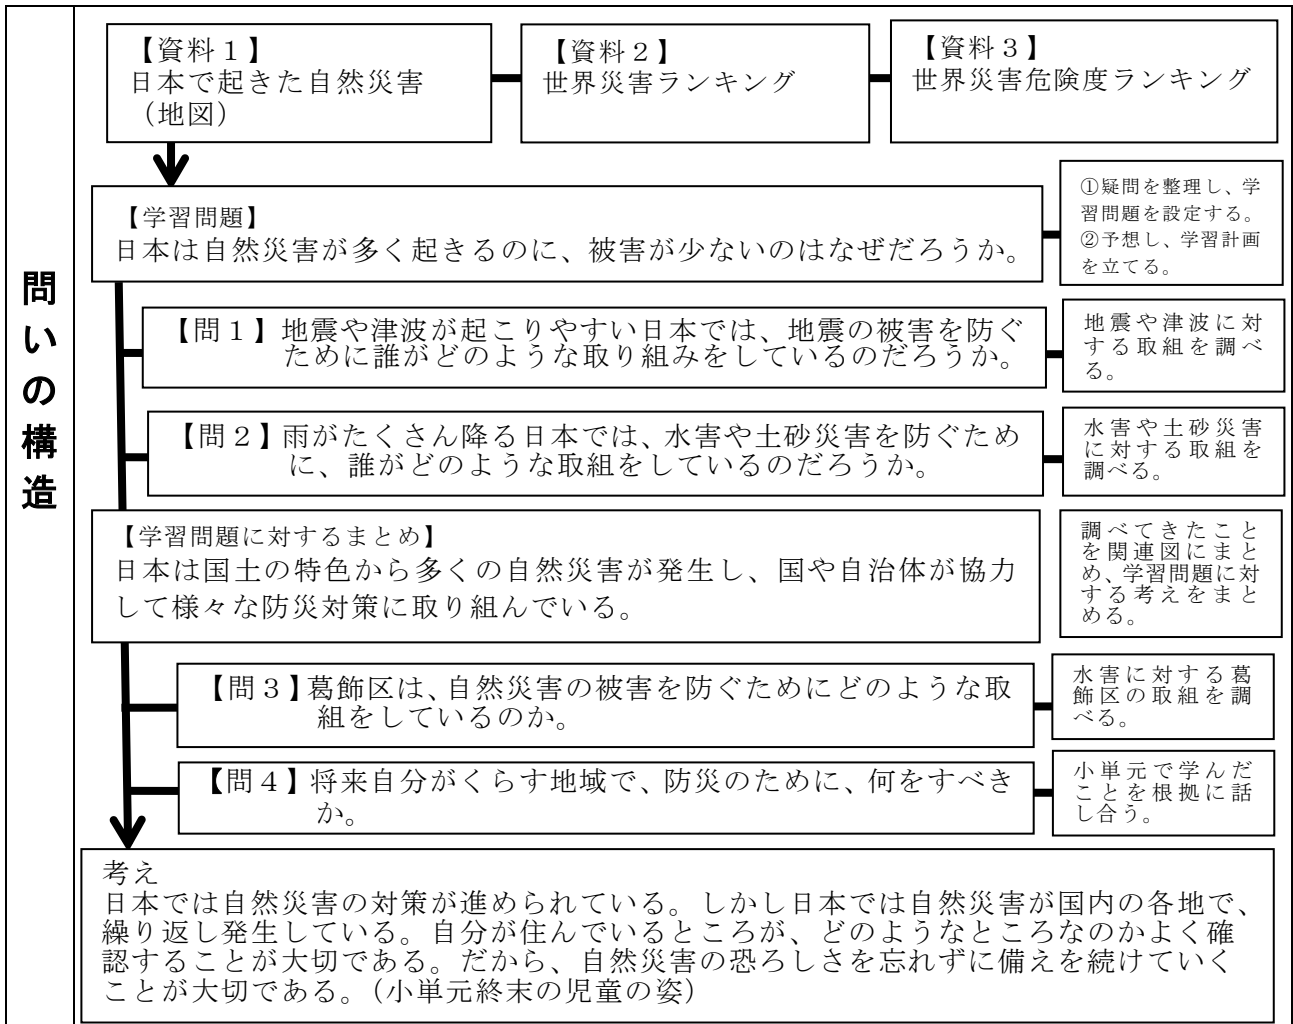 問いの構造
【資料１】
日本で起きた自然災害
（地図）
【資料２】
世界災害ランキング
【資料３】
世界災害危険度ランキング
【学習問題】
日本は自然災害が多く起きるのに、被害が少ないのはなぜだろうか。
①疑問を整理し、学
習問題を設定する。
②予想し、学習計画
を立てる。
【問１】地震や津波が起こりやすい日本では、地震の被害を防ぐ
ために誰がどのような取り組みをしているのだろうか。
地震や津波に対
する取組を調べ
る。
【問２】雨がたくさん降る日本では、水害や土砂災害を防ぐため
に、誰がどのような取組をしているのだろうか。
水害や土砂災害
に対する取組を
調べる。
【学習問題に対するまとめ】
日本は国土の特色から多くの自然災害が発生し、国や自治体が協力
して様々な防災対策に取り組んでいる。
調べてきたこと
を関連図にまと
め、学習問題に対
する考えをまと
める。
【問３】葛飾区は、自然災害の被害を防ぐためにどのような取
組をしているのか。
水害に対する葛
飾区の取組を調
べる。
【問４】将来自分がくらす地域で、防災のために、何をすべき
か。
小単元で学んだ
ことを根拠に話
し合う。
考え
日本では自然災害の対策が進められている。しかし日本では自然災害が国内の各地で、
繰り返し発生している。自分が住んでいるところが、どのようなところなのかよく確
認することが大切である。だから、自然災害の恐ろしさを忘れずに備えを続けていく
ことが大切である。（小単元終末の児童の姿）